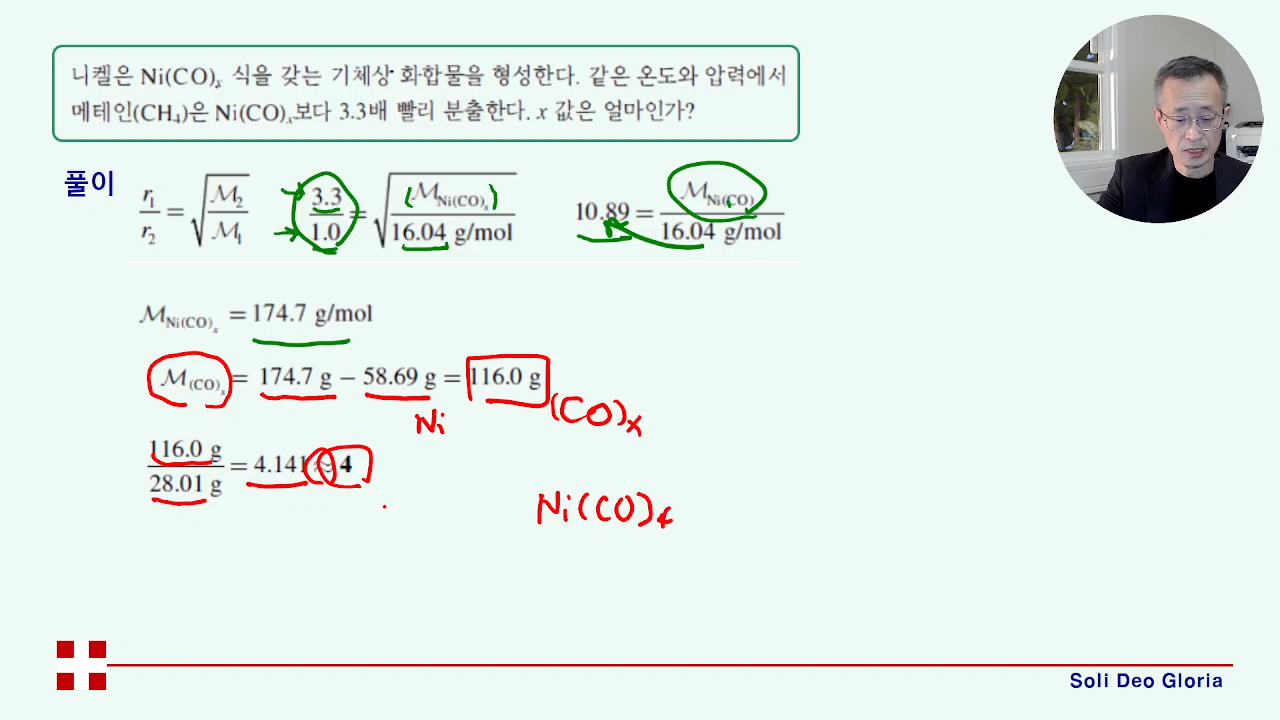 니켈은 Ni(CO)ₓ 식을 갖는 기체상 화합물을 형성한다. 같은 온도와 압력에서
메테인(CH₄)은 Ni(CO)ₓ보다 3.3배 빨리 분출한다. x 값은 얼마인가?
풀이
r₁/r₂ = √(ℳ₂/ℳ₁) 3.3/1.0 = √(ℳNi(CO)ₓ/16.04 g/mol) 10.89 = ℳNi(CO)/16.04 g/mol
ℳNi(CO)ₓ = 174.7 g/mol
ℳ(CO)ₓ = 174.7 g − 58.69 g = 116.0 g
Ni (CO)x
116.0 g/28.01 g = 4.141 ≈ 4
Ni(CO)₄
Soli Deo Gloria